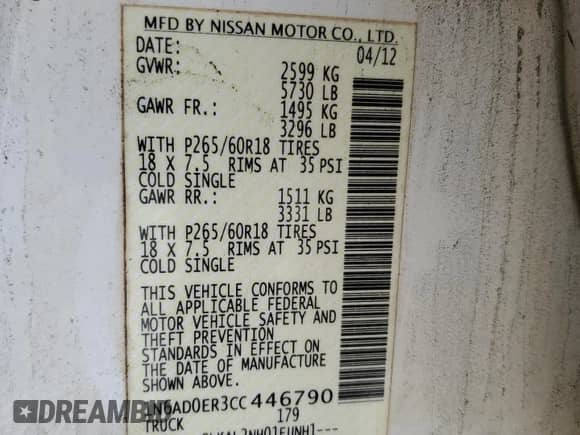 MFD BY NISSAN MOTOR CO., LTD.
DATE: 04/12
GVWR: 2599 KG
5730 LB
GAWR FR.: 1495 KG
3296 LB
WITH P265/60R18 TIRES
18 X 7.5 RIMS AT 35 PSI
COLD SINGLE
GAWR RR.: 1511 KG
3331 LB
WITH P265/60R18 TIRES
18 X 7.5 RIMS AT 35 PSI
COLD SINGLE
THIS VEHICLE CONFORMS TO
ALL APPLICABLE FEDERAL
MOTOR VEHICLE SAFETY AND
THEFT PREVENTION
STANDARDS IN EFFECT ON
THE DATE OF MANUFACTURE
SHOWN ABOVE.
1N6AD0ER3CC446790
TRUCK 179
AUTOBIDMASTER